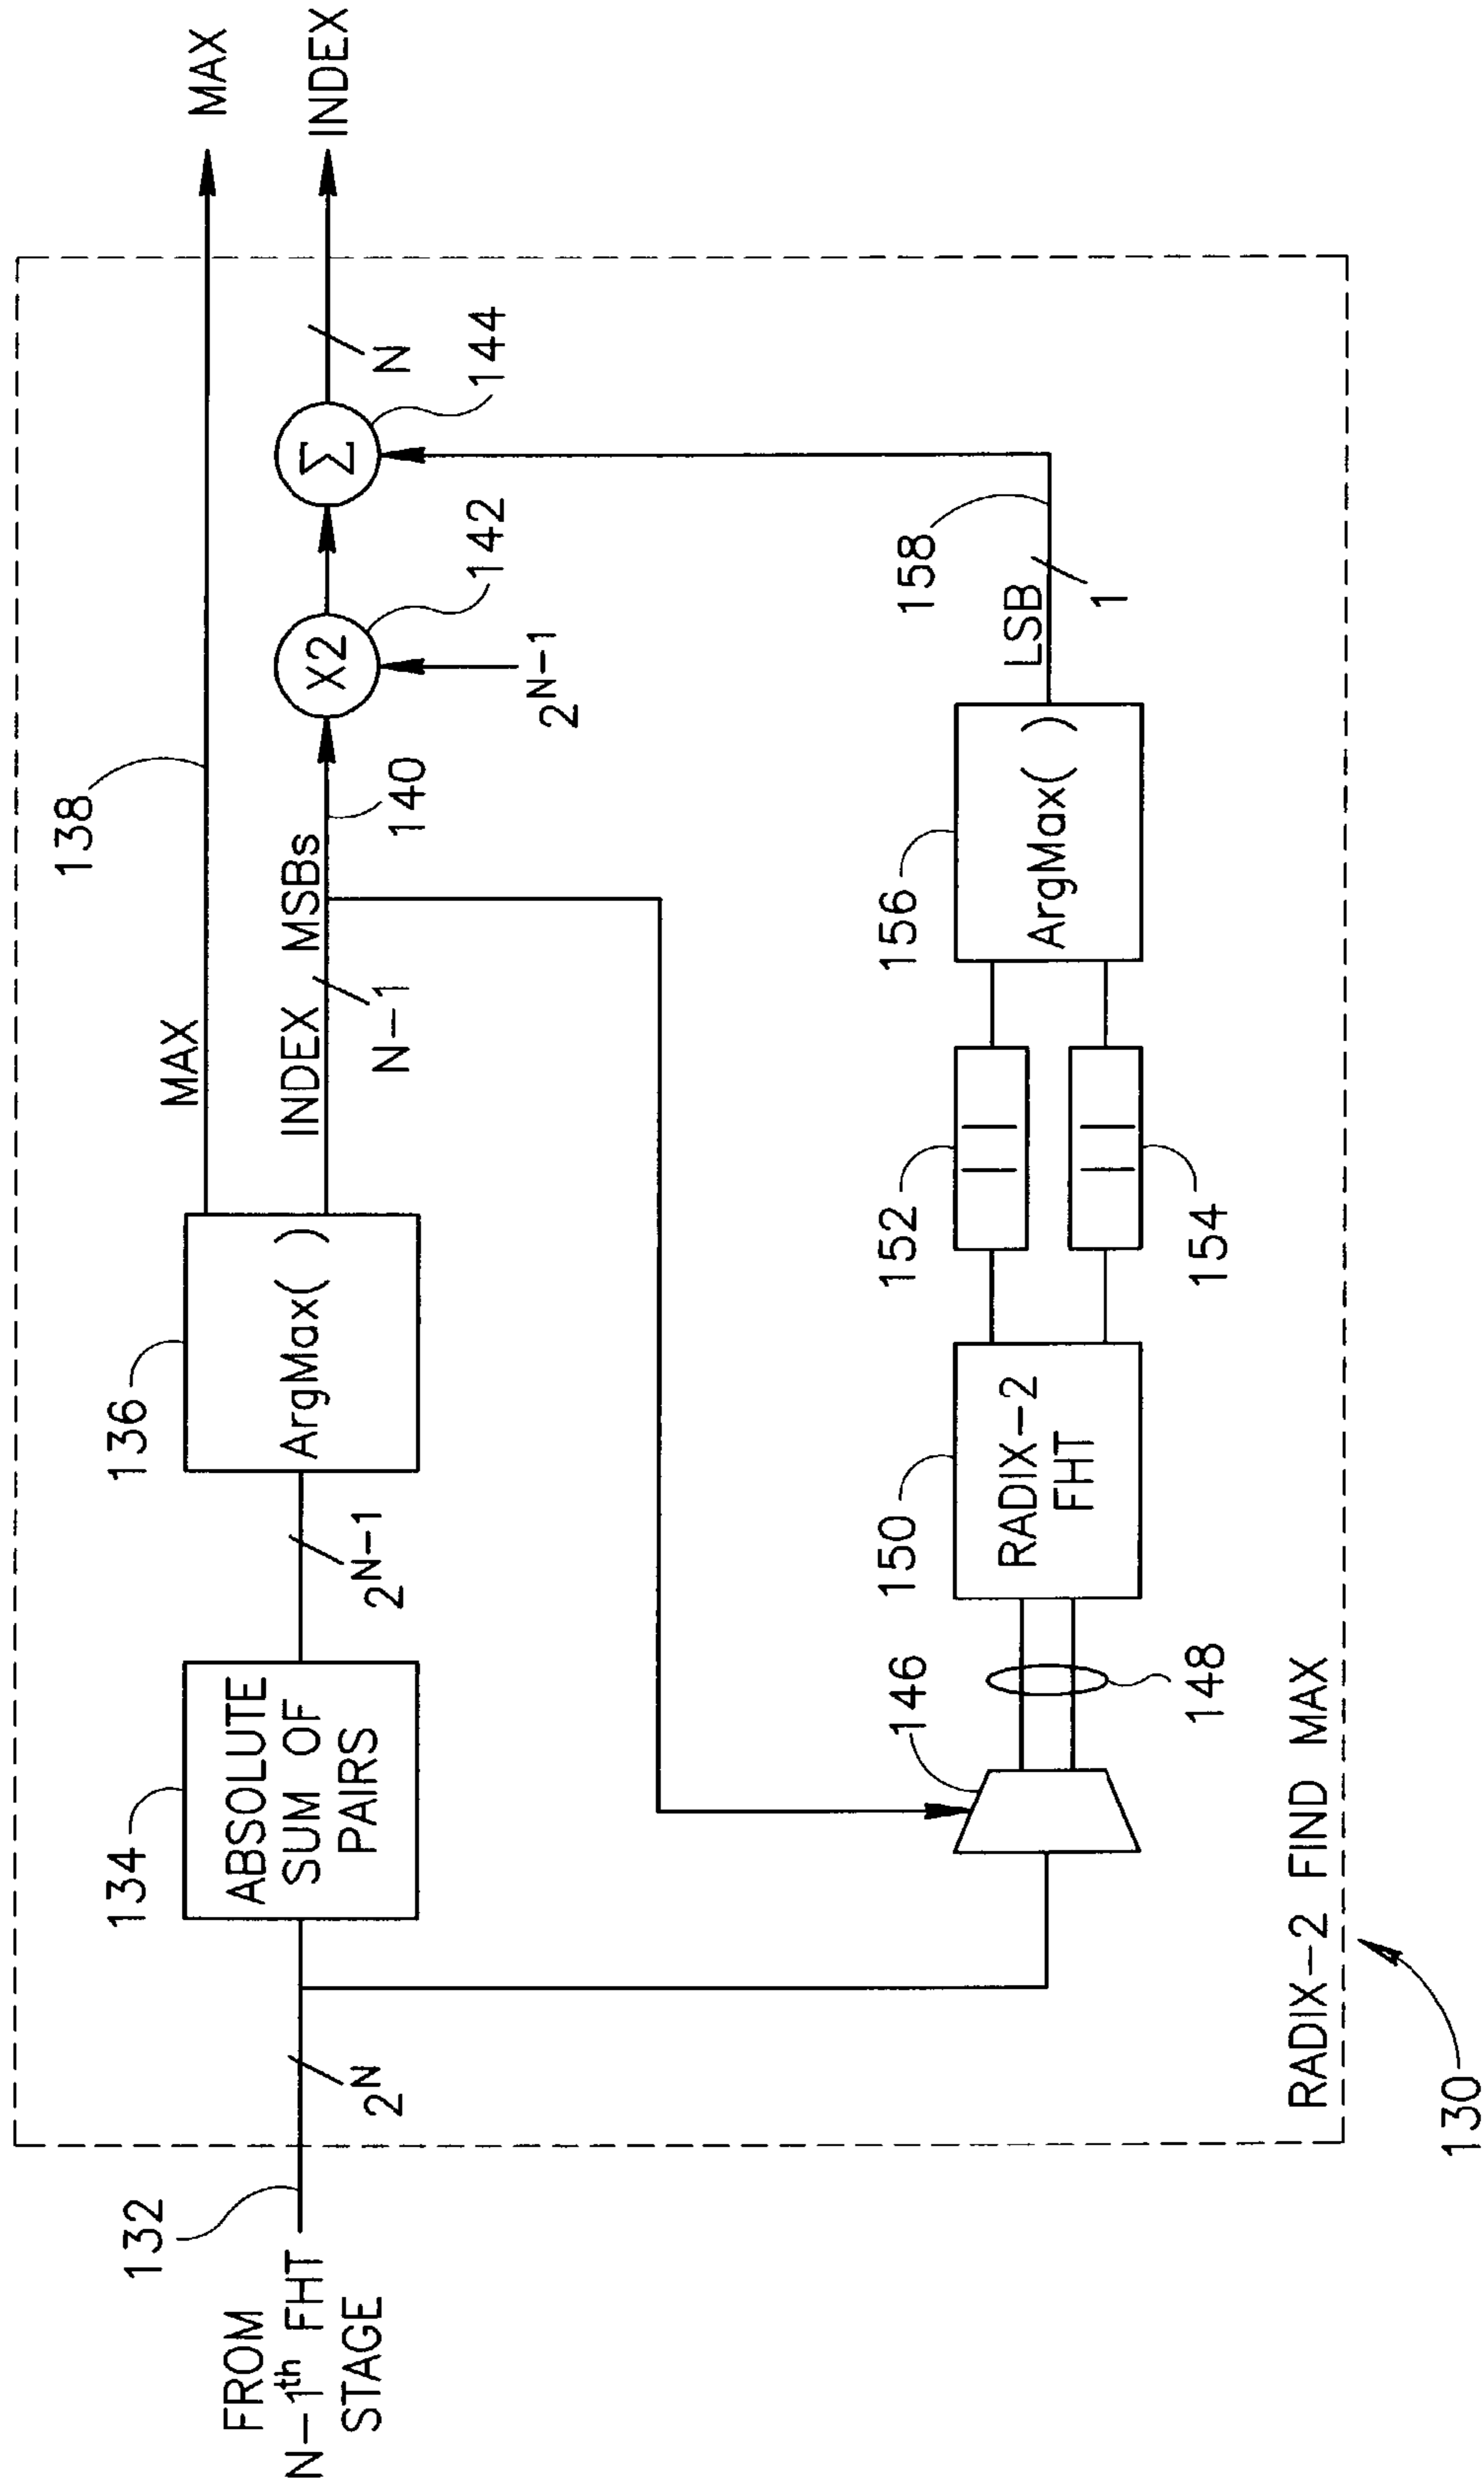 FROM
N-1th FHT
STAGE
132
2^N
134
ABSOLUTE
SUM OF
PAIRS
2^N-1
136
ArgMax( )
MAX
138
MAX
INDEX MSBs
N-1
140
X2
142
2^N-1
Σ
144
N
INDEX
146
148
150
RADIX-2
FHT
152
| |
154
| |
156
ArgMax( )
LSB
1
158
RADIX-2 FIND MAX
130